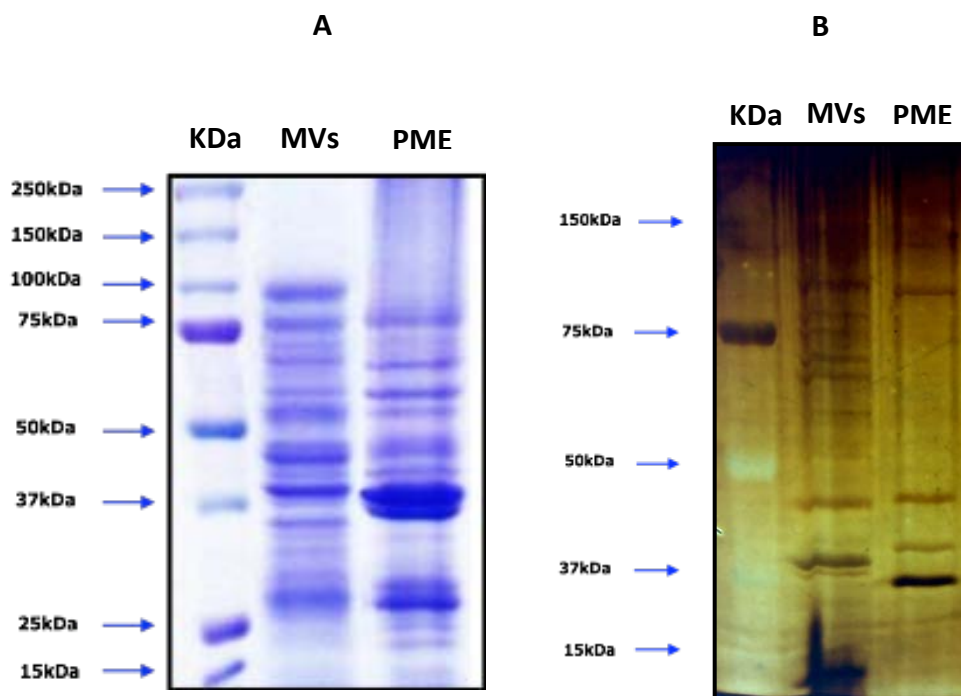 A
B
KDa MVs PME
KDa MVs PME
250kDa
150kDa
100kDa
75kDa
50kDa
37kDa
25kDa
15kDa
150kDa
75kDa
50kDa
37kDa
15kDa